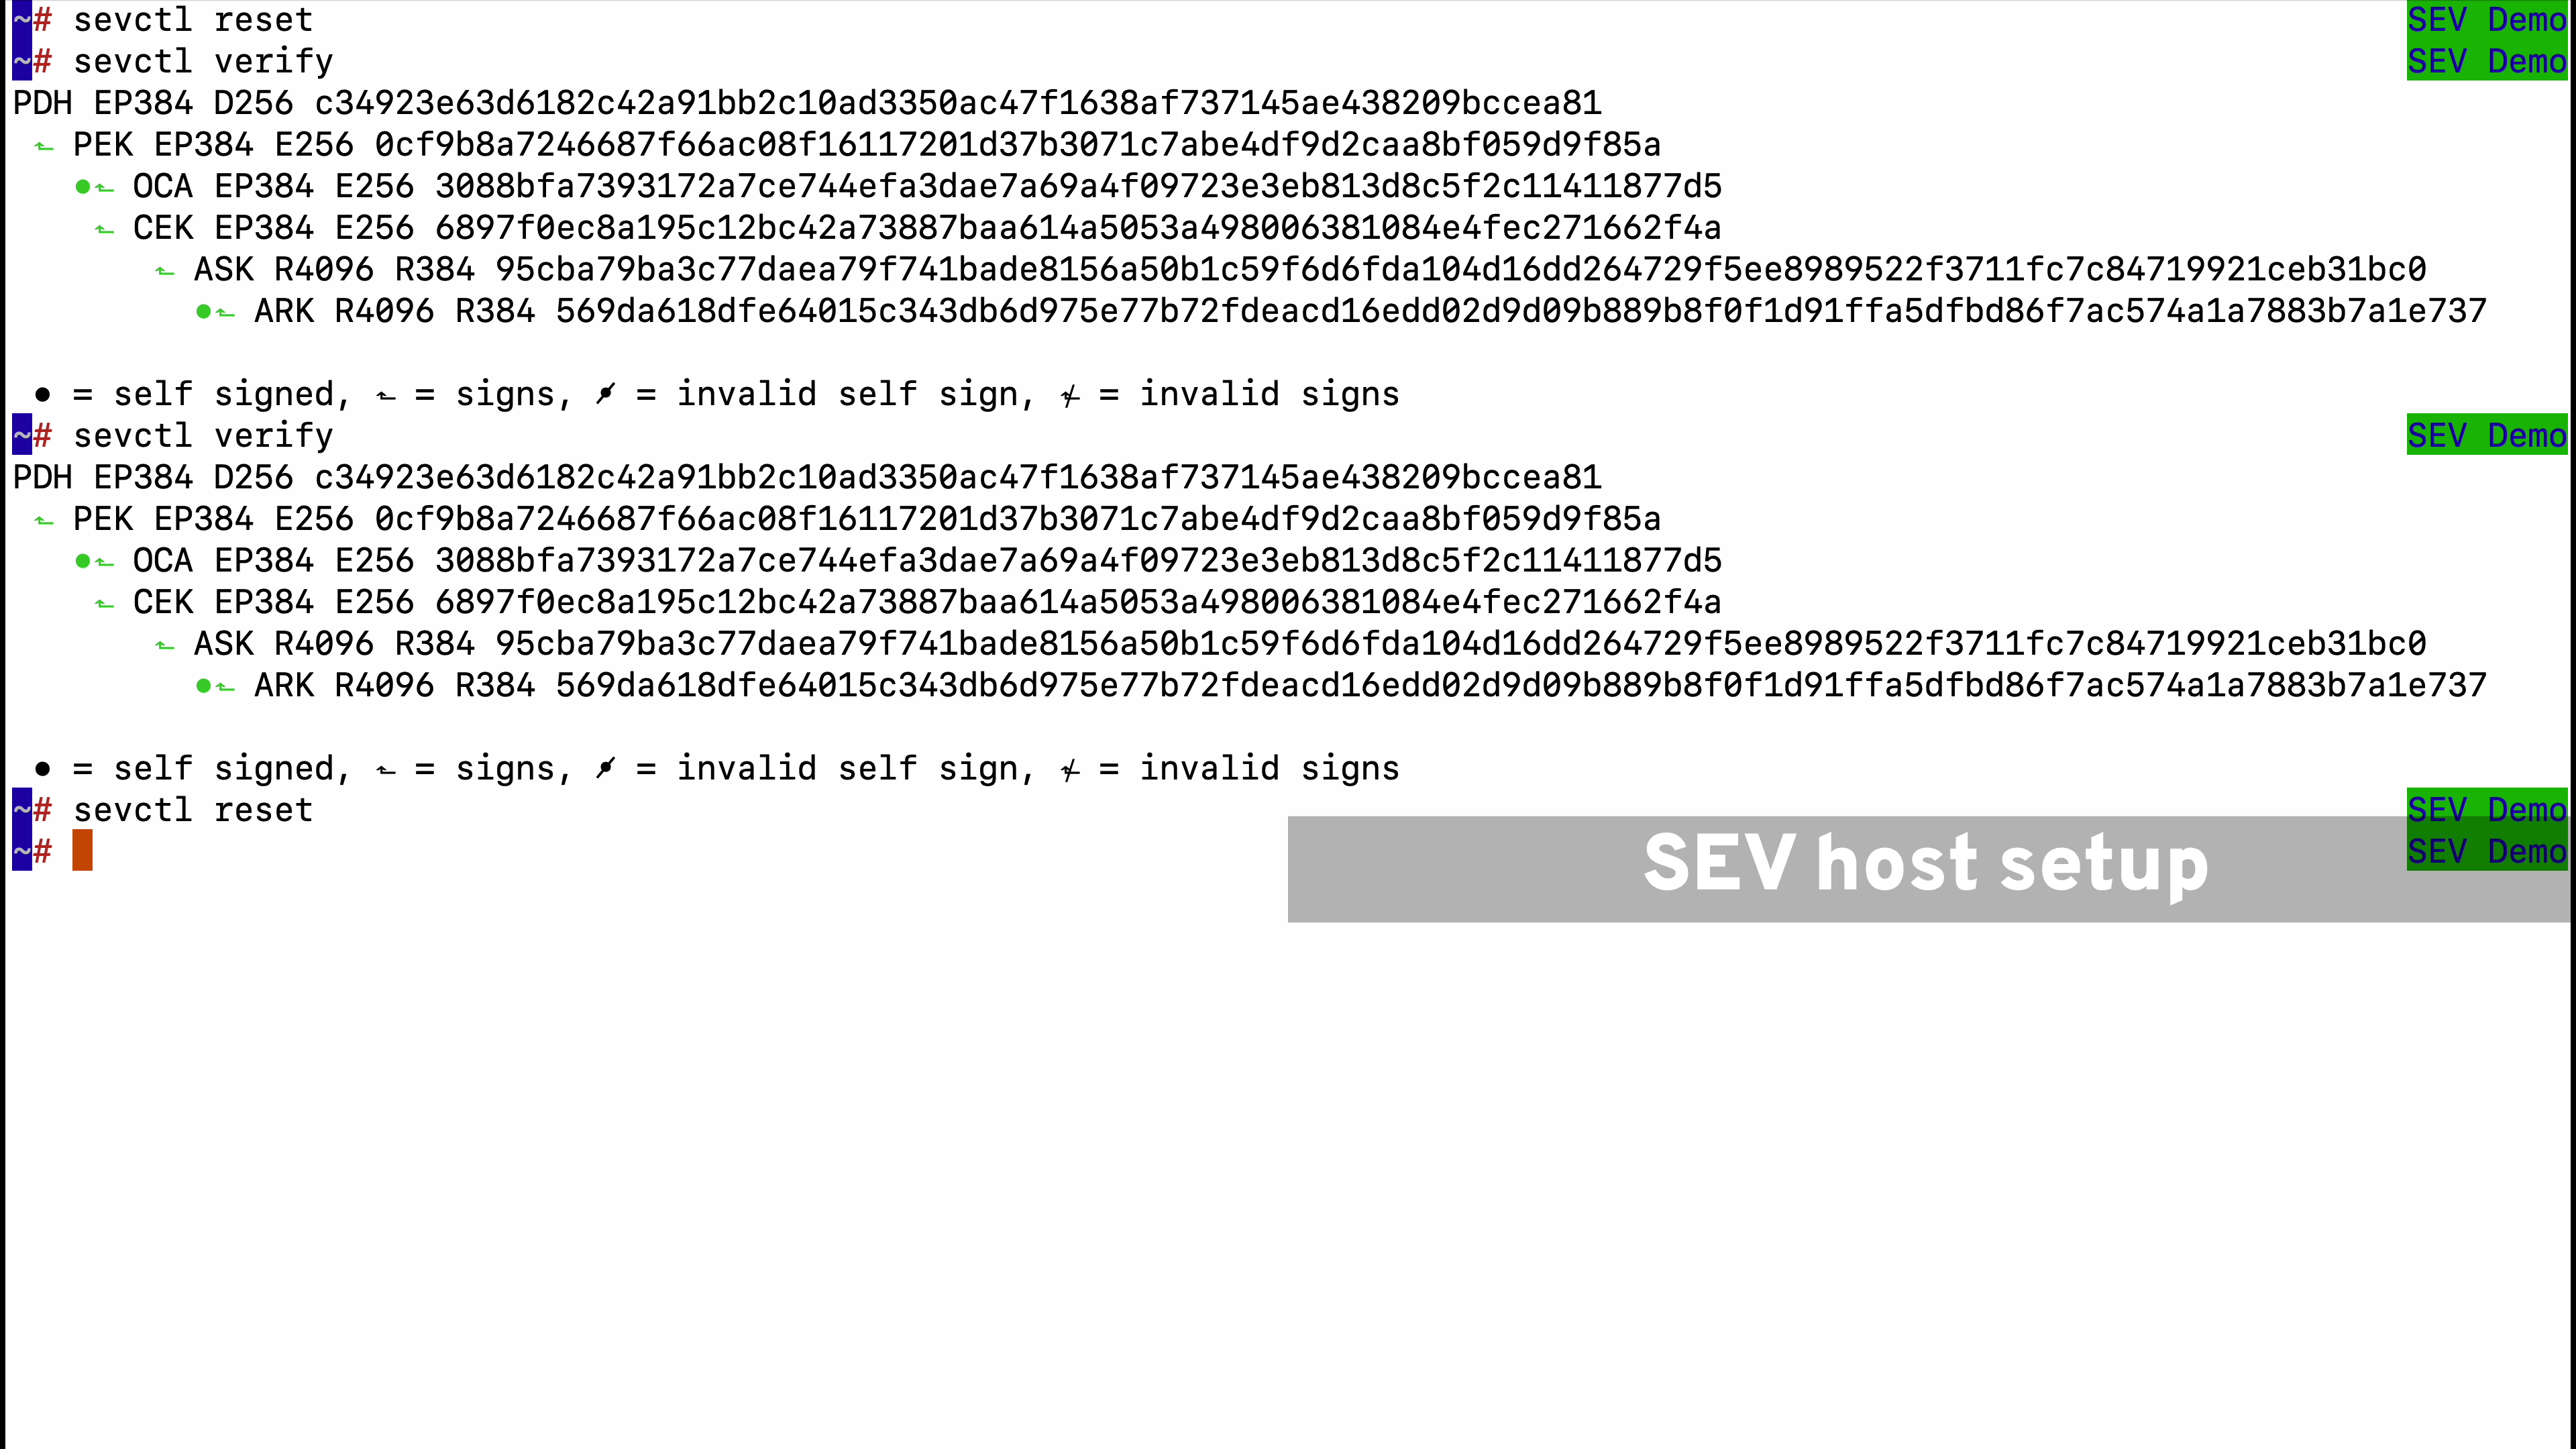 ~# sevctl reset SEV Demo
~# sevctl verify SEV Demo
PDH EP384 D256 c34923e63d6182c42a91bb2c10ad3350ac47f1638af737145ae438209bccea81
⬑ PEK EP384 E256 0cf9b8a7246687f66ac08f16117201d37b3071c7abe4df9d2caa8bf059d9f85a
•⬑ OCA EP384 E256 3088bfa7393172a7ce744efa3dae7a69a4f09723e3eb813d8c5f2c11411877d5
⬑ CEK EP384 E256 6897f0ec8a195c12bc42a73887baa614a5053a498006381084e4fec271662f4a
⬑ ASK R4096 R384 95cba79ba3c77daea79f741bade8156a50b1c59f6d6fda104d16dd264729f5ee8989522f3711fc7c84719921ceb31bc0
•⬑ ARK R4096 R384 569da618dfe64015c343db6d975e77b72fdeacd16edd02d9d09b889b8f0f1d91ffa5dfbd86f7ac574a1a7883b7a1e737
• = self signed, ⬑ = signs, •̷ = invalid self sign, ⬑̸ = invalid signs
~# sevctl verify SEV Demo
PDH EP384 D256 c34923e63d6182c42a91bb2c10ad3350ac47f1638af737145ae438209bccea81
⬑ PEK EP384 E256 0cf9b8a7246687f66ac08f16117201d37b3071c7abe4df9d2caa8bf059d9f85a
•⬑ OCA EP384 E256 3088bfa7393172a7ce744efa3dae7a69a4f09723e3eb813d8c5f2c11411877d5
⬑ CEK EP384 E256 6897f0ec8a195c12bc42a73887baa614a5053a498006381084e4fec271662f4a
⬑ ASK R4096 R384 95cba79ba3c77daea79f741bade8156a50b1c59f6d6fda104d16dd264729f5ee8989522f3711fc7c84719921ceb31bc0
•⬑ ARK R4096 R384 569da618dfe64015c343db6d975e77b72fdeacd16edd02d9d09b889b8f0f1d91ffa5dfbd86f7ac574a1a7883b7a1e737
• = self signed, ⬑ = signs, •̷ = invalid self sign, ⬑̸ = invalid signs
~# sevctl reset SEV Demo
~# SEV Demo
SEV host setup